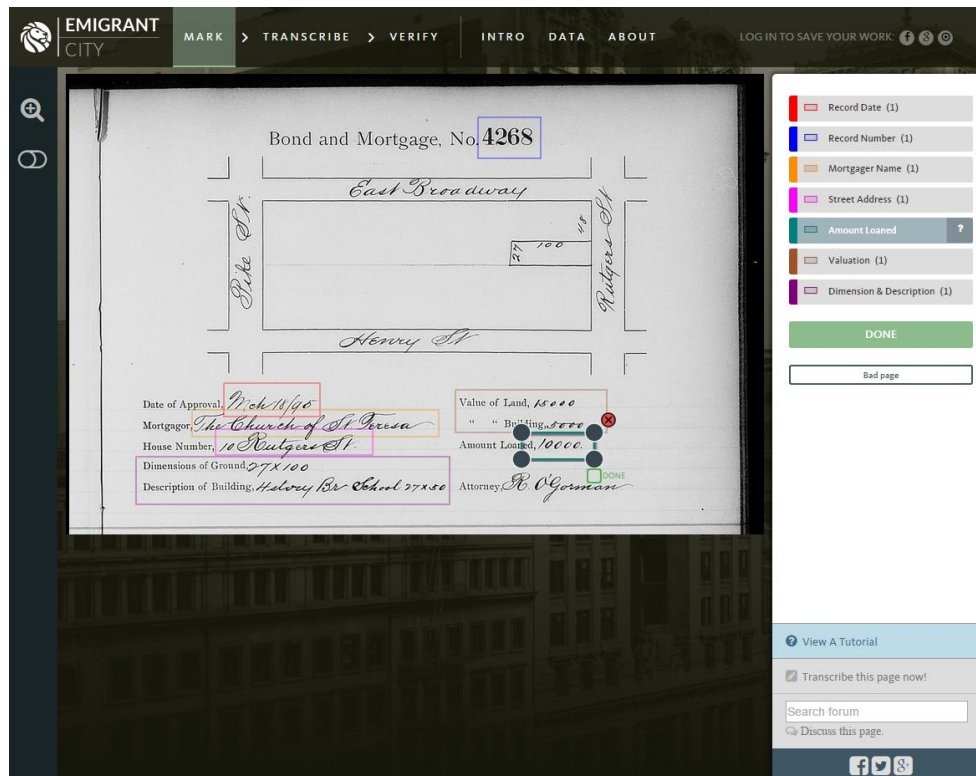 EMIGRANT
CITY
MARK > TRANSCRIBE > VERIFY
INTRO DATA ABOUT
LOG IN TO SAVE YOUR WORK:
Bond and Mortgage, No. 4268
East Broadway
Pike St.
Rutgers St
48
27
100
Henry St
Date of Approval, Mch 18/95
Mortgagor, The Church of St. Teresa
House Number, 10 Rutgers St.
Dimensions of Ground, 27 x 100
Description of Building, 4 story Br School 27x50
Value of Land, 15000
" " Building, 5000
Amount Loaned, 10000.
DONE
Attorney, R. O'Gorman
Record Date (1)
Record Number (1)
Mortgager Name (1)
Street Address (1)
Amount Loaned ?
Valuation (1)
Dimension & Description (1)
DONE
Bad page
View A Tutorial
Transcribe this page now!
Search forum
Discuss this page.